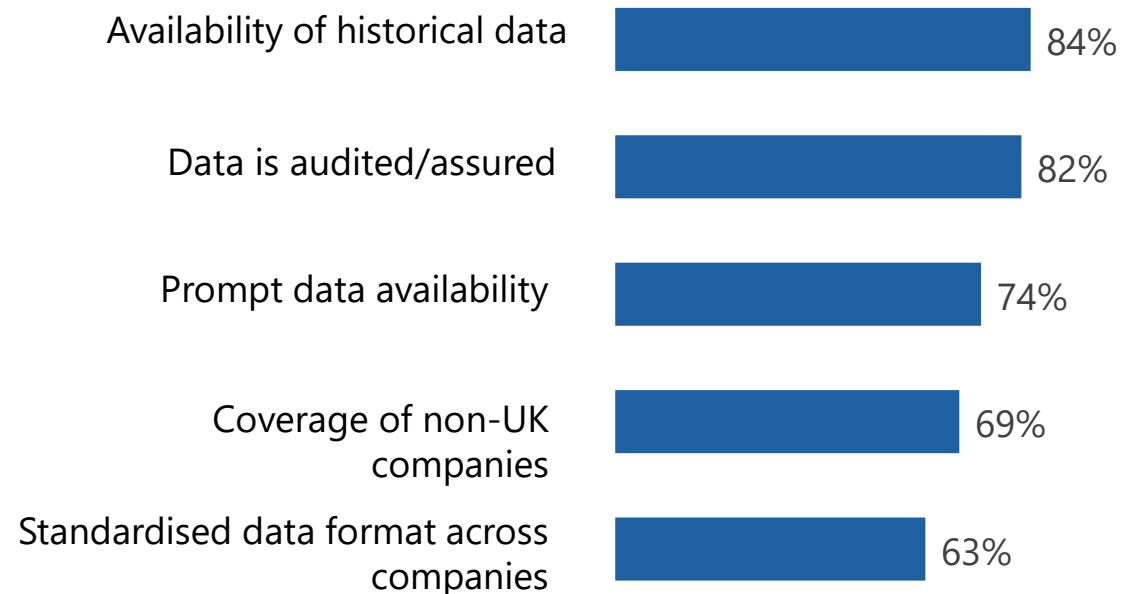 Availability of historical data
84%
Data is audited/assured
82%
Prompt data availability
74%
Coverage of non-UK
companies
69%
Standardised data format across
companies
63%